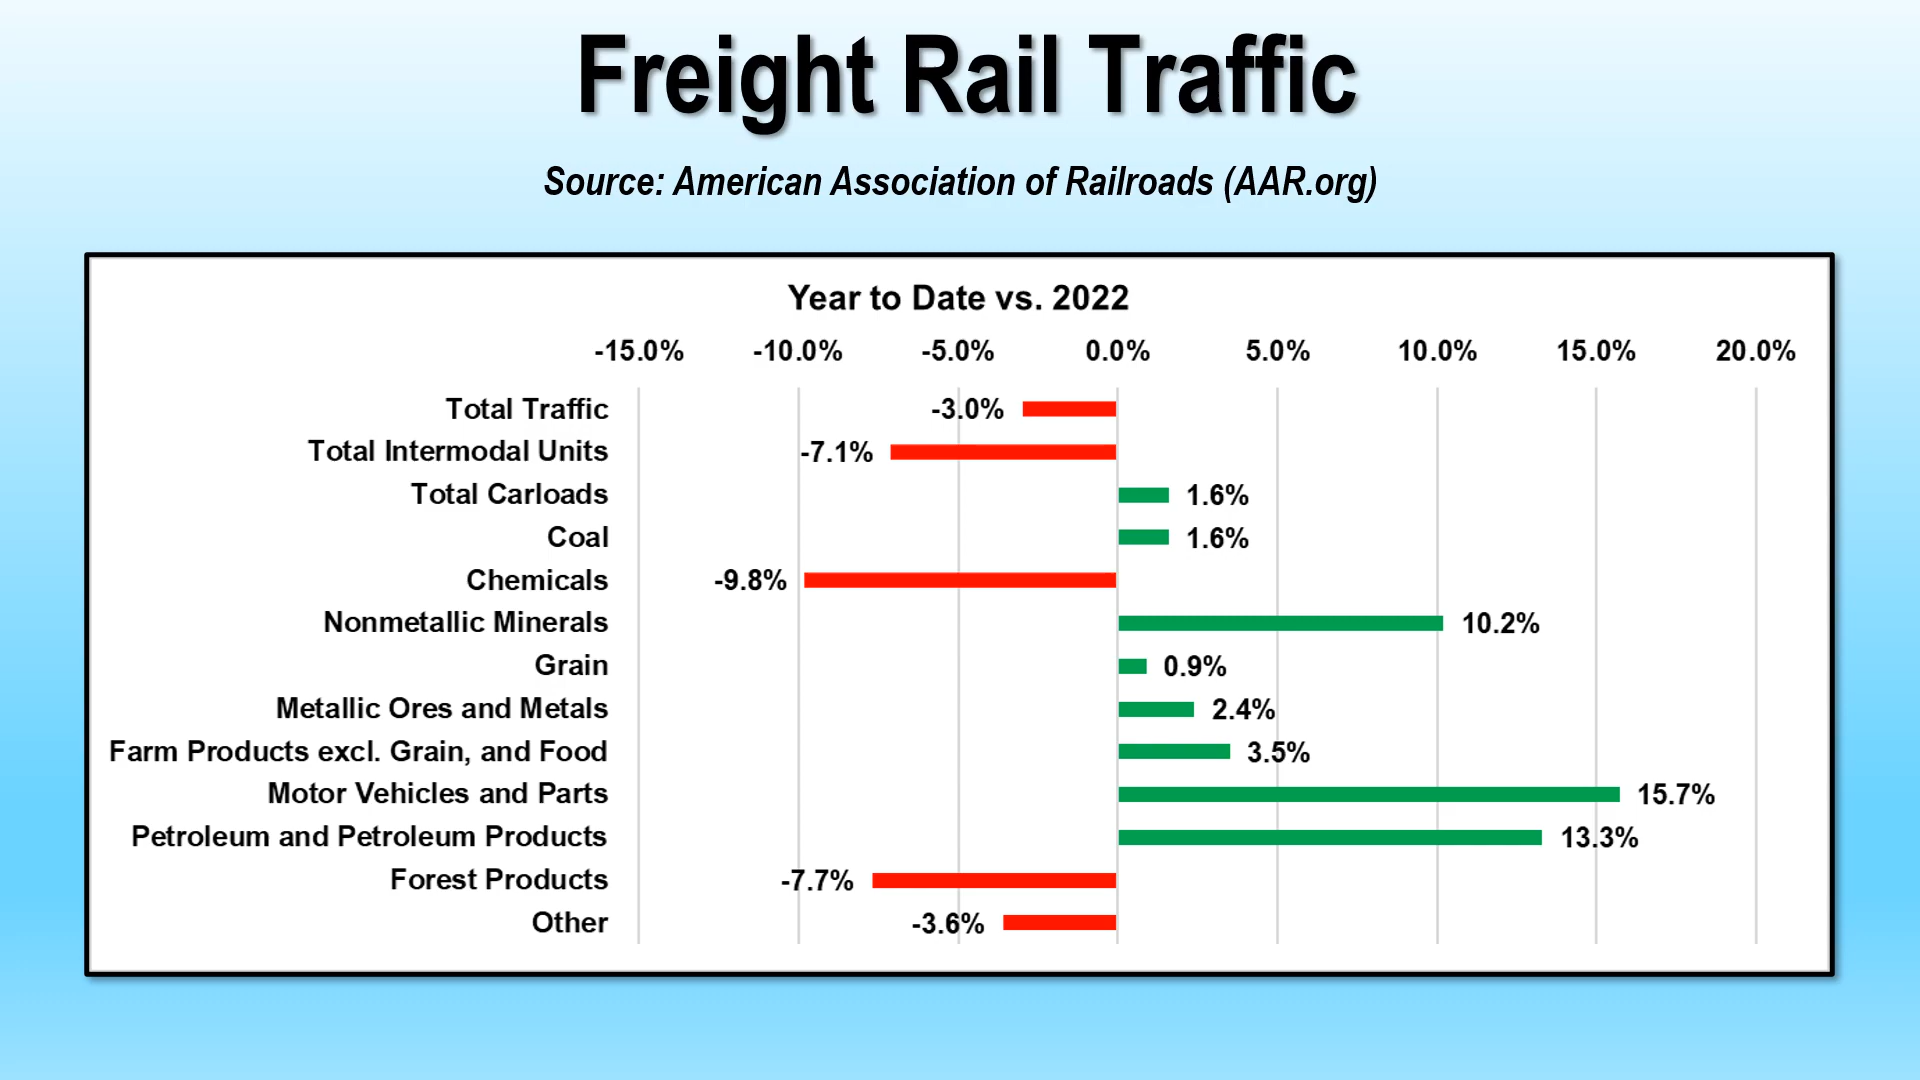 Freight Rail Traffic
Source: American Association of Railroads (AAR.org)
Year to Date vs. 2022
-15.0% -10.0% -5.0% 0.0% 5.0% 10.0% 15.0% 20.0%
Total Traffic -3.0%
Total Intermodal Units -7.1%
Total Carloads 1.6%
Coal 1.6%
Chemicals -9.8%
Nonmetallic Minerals 10.2%
Grain 0.9%
Metallic Ores and Metals 2.4%
Farm Products excl. Grain, and Food 3.5%
Motor Vehicles and Parts 15.7%
Petroleum and Petroleum Products 13.3%
Forest Products -7.7%
Other -3.6%